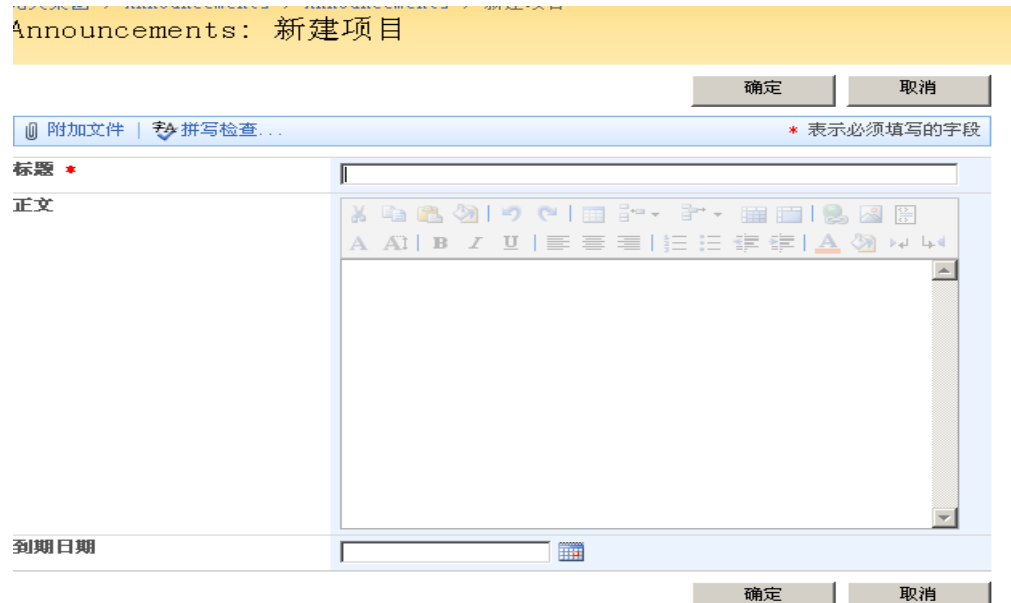 Announcements: 新建项目
确定 取消
附加文件 | 拼写检查...
* 表示必须填写的字段
标题 *
正文
A A B I U A
到期日期
确定 取消